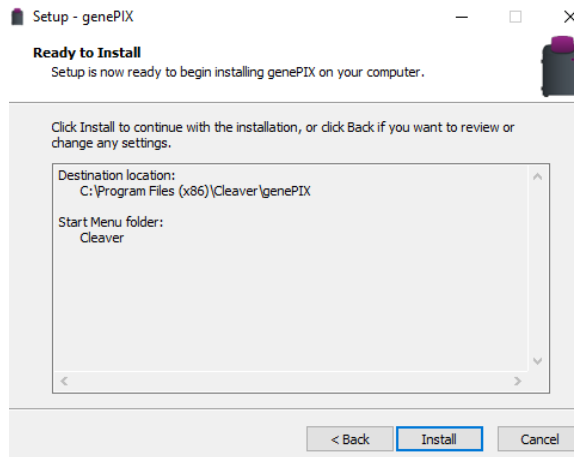 Setup - genePIX
Ready to Install
Setup is now ready to begin installing genePIX on your computer.
Click Install to continue with the installation, or click Back if you want to review or
change any settings.
Destination location:
C:\Program Files (x86)\Cleaver\genePIX
Start Menu folder:
Cleaver
< Back
Install
Cancel